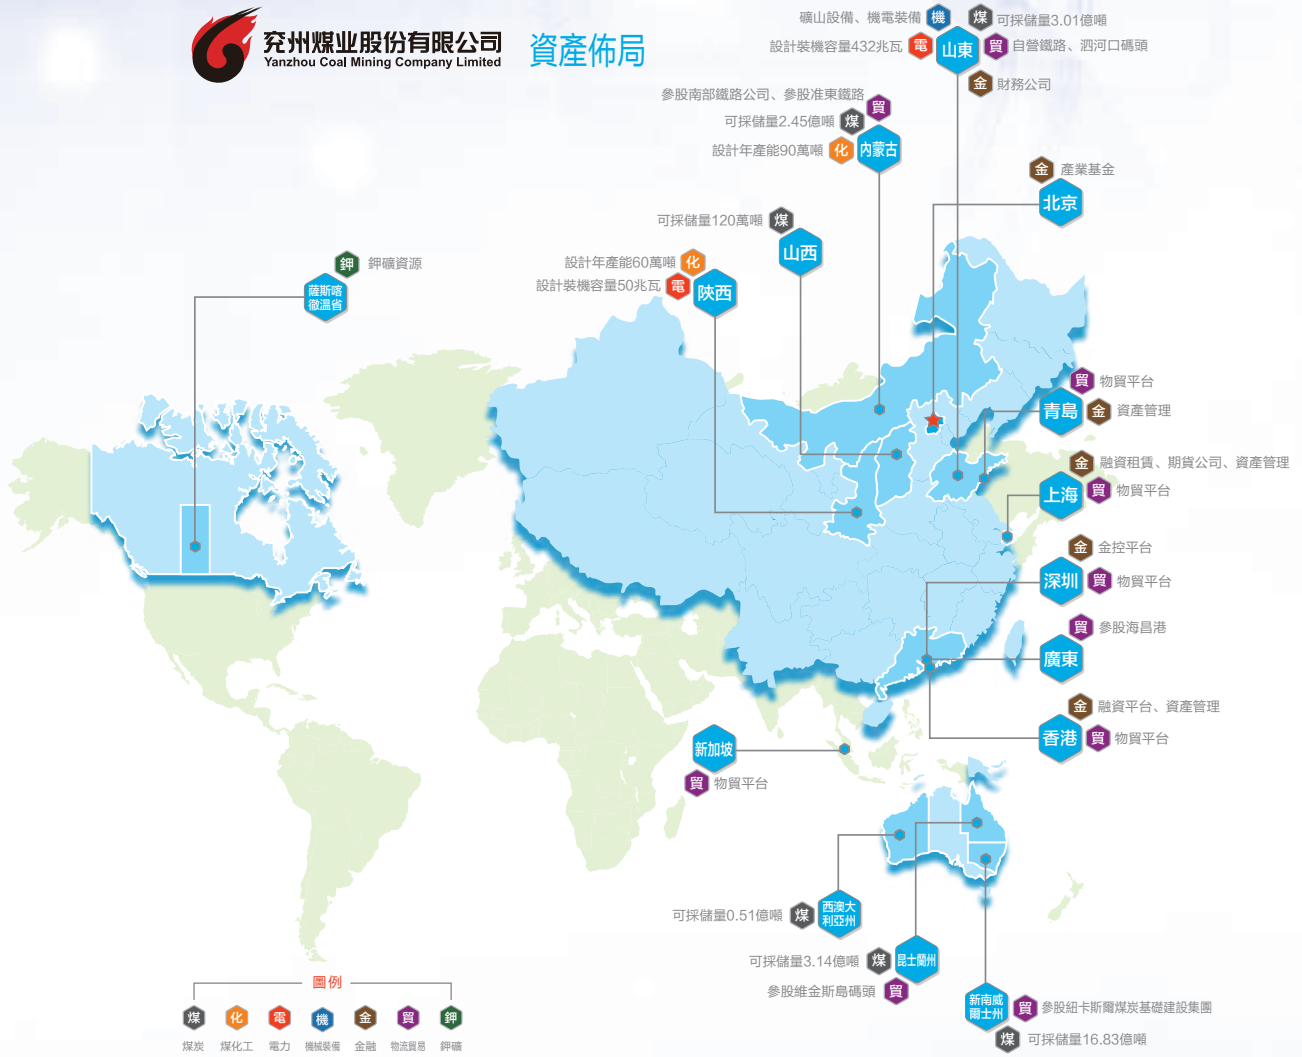 兖州煤业股份有限公司
Yanzhou Coal Mining Company Limited
資產佈局
礦山設備、機電裝備
機
煤
可採儲量3.01億噸
設計裝機容量432兆瓦
電
山東
貿
自營鐵路、泗河口碼頭
金
財務公司
參股南部鐵路公司、參股准東鐵路
貿
可採儲量2.45億噸
煤
設計年產能90萬噸
化
內蒙古
金
產業基金
北京
可採儲量120萬噸
煤
山西
鉀
鉀礦資源
薩斯喀
徹溫省
設計年產能60萬噸
化
設計裝機容量50兆瓦
電
陝西
貿
物貿平台
青島
金
資產管理
金
融資租賃、期貨公司、資產管理
上海
貿
物貿平台
金
金控平台
深圳
貿
物貿平台
貿
參股海昌港
廣東
金
融資平台、資產管理
香港
貿
物貿平台
新加坡
貿
物貿平台
可採儲量0.51億噸
煤
西澳大
利亞州
可採儲量3.14億噸
煤
昆士蘭州
參股維金斯島碼頭
貿
新南威
爾士州
貿
參股紐卡斯爾煤炭基礎建設集團
煤
可採儲量16.83億噸
圖例
煤
化
電
機
金
貿
鉀
煤炭
煤化工
電力
機械裝備
金融
物流貿易
鉀礦